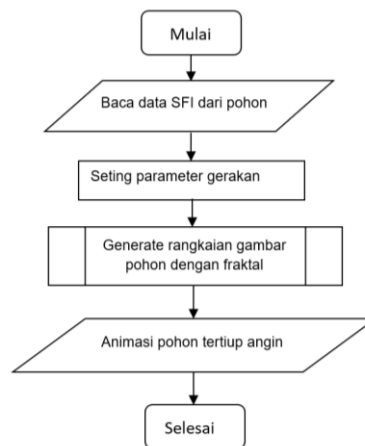 Mulai
Baca data SFI dari pohon
Seting parameter gerakan
Generate rangkaian gambar
pohon dengan fraktal
Animasi pohon tertiup angin
Selesai